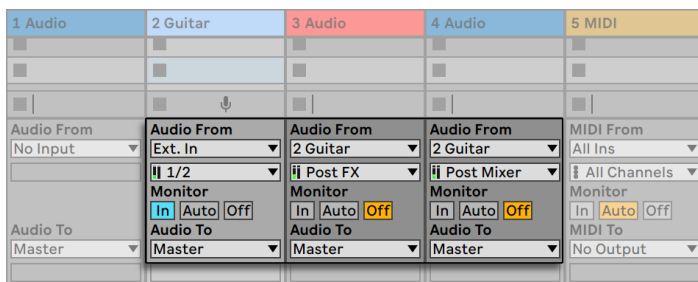 1 Audio 2 Guitar 3 Audio 4 Audio 5 MIDI
Audio From Audio From Audio From Audio From MIDI From
No Input Ext. In 2 Guitar 2 Guitar All Ins
1/2 Post FX Post Mixer All Channels
Monitor Monitor Monitor Monitor
In Auto Off In Auto Off In Auto Off In Auto Off
Audio To Audio To Audio To Audio To MIDI To
Master Master Master Master No Output